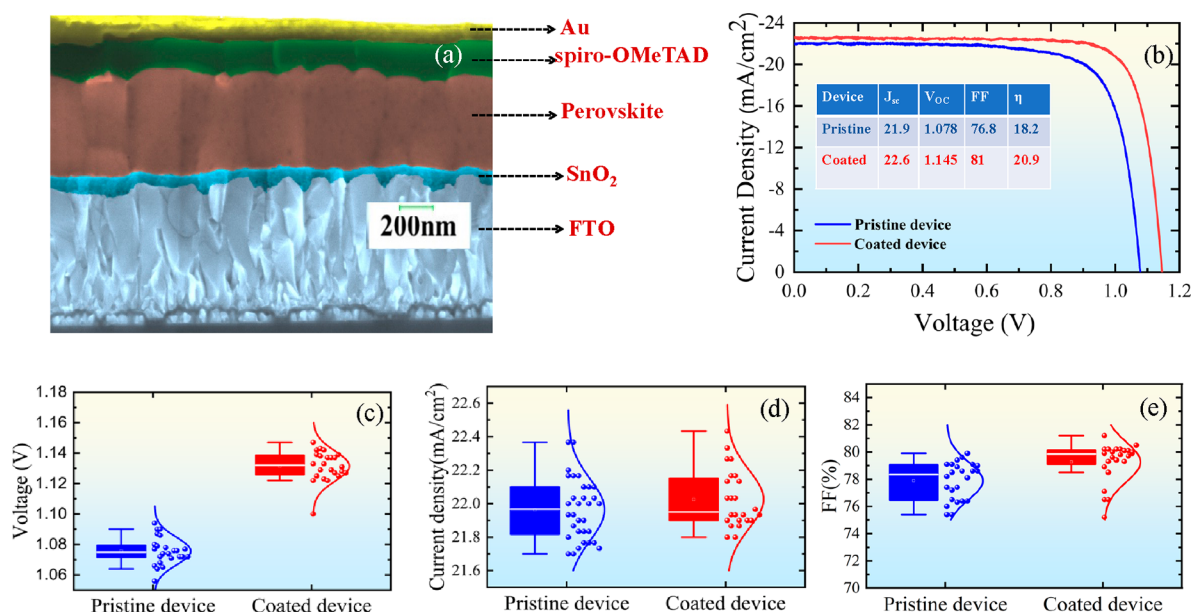 (a)
Au
spiro-OMeTAD
Perovskite
SnO₂
FTO
200nm
(b)
Current Density (mA/cm²)
-24
-20
-16
-12
-8
-4
0
Device Jsc VOC FF η
Pristine 21.9 1.078 76.8 18.2
Coated 22.6 1.145 81 20.9
Pristine device
Coated device
0.0 0.2 0.4 0.6 0.8 1.0 1.2
Voltage (V)
(c)
Voltage (V)
1.18
1.16
1.14
1.12
1.10
1.08
1.06
Pristine device Coated device
(d)
Current density(mA/cm²)
22.6
22.4
22.2
22.0
21.8
21.6
Pristine device Coated device
(e)
FF(%)
84
82
80
78
76
74
72
70
Pristine device Coated device